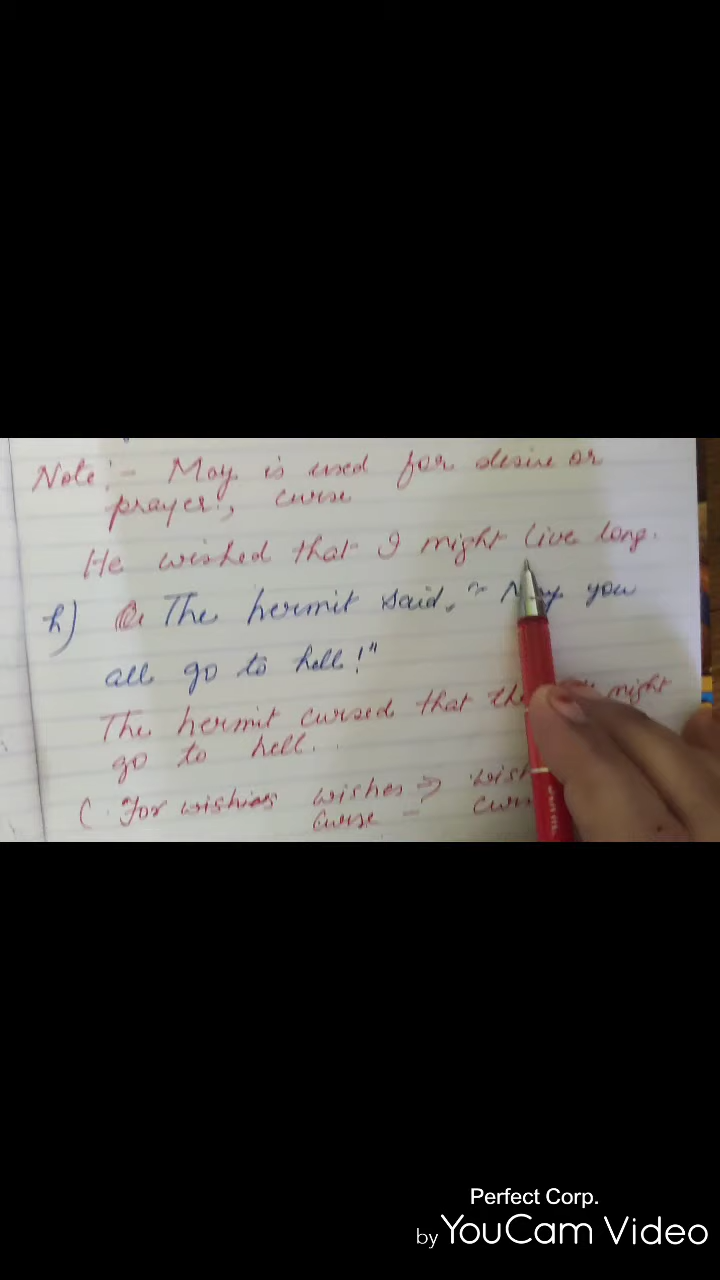 Note:- May is used for desire or
prayer, curse
He wished that I might live long.
h) The hermit said, " May you
all go to hell!"
The hermit cursed that might
go to hell..
( For wishes
curse -
Perfect Corp.
by YouCam Video